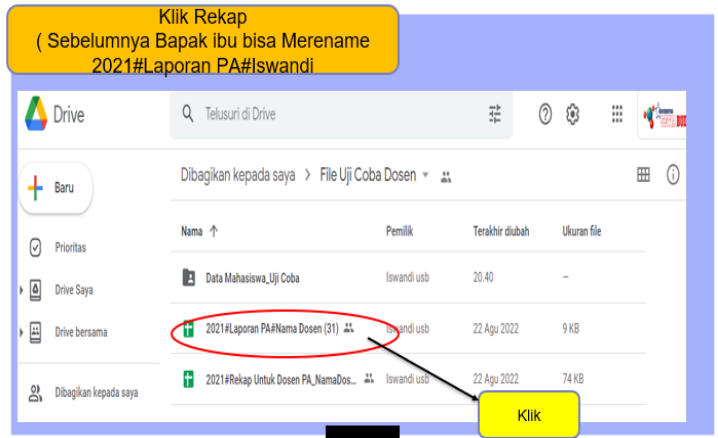 Klik Rekap
( Sebelumnya Bapak ibu bisa Merename
2021#Laporan PA#Iswandi
Drive
Telusuri di Drive
Baru
Dibagikan kepada saya > File Uji Coba Dosen
Nama Pemilik Terakhir diubah Ukuran file
Prioritas
Data Mahasiswa_Uji Coba Iswandi usb 20.40 –
Drive Saya
2021#Laporan PA#Nama Dosen (31) Iswandi usb 22 Agu 2022 9 KB
Drive bersama
2021#Rekap Untuk Dosen PA_NamaDos... Iswandi usb 22 Agu 2022 74 KB
Dibagikan kepada saya
Klik